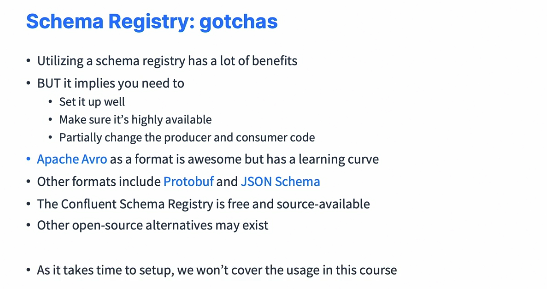 Schema Registry: gotchas
• Utilizing a schema registry has a lot of benefits
• BUT it implies you need to
• Set it up well
• Make sure it's highly available
• Partially change the producer and consumer code
• Apache Avro as a format is awesome but has a learning curve
• Other formats include Protobuf and JSON Schema
• The Confluent Schema Registry is free and source-available
• Other open-source alternatives may exist
• As it takes time to setup, we won't cover the usage in this course